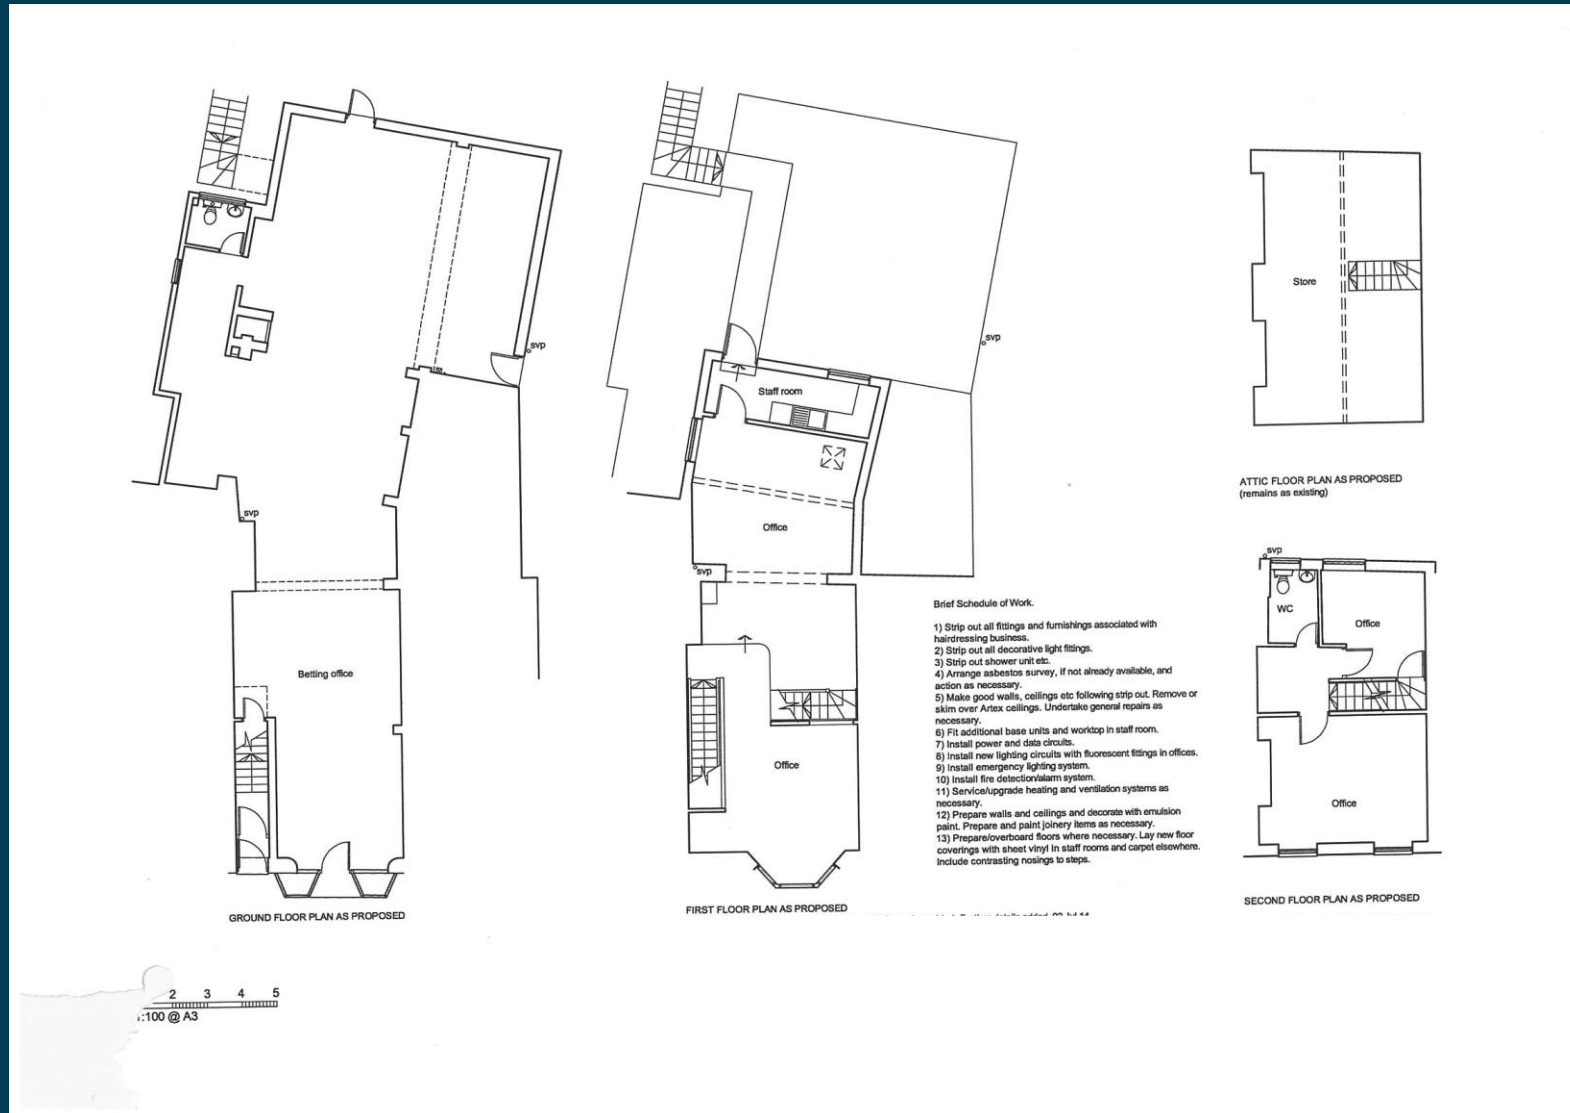 svp
svp
Betting office
GROUND FLOOR PLAN AS PROPOSED
svp
Staff room
Office
svp
Office
FIRST FLOOR PLAN AS PROPOSED
Store
ATTIC FLOOR PLAN AS PROPOSED
(remains as existing)
svp
WC
Office
Office
SECOND FLOOR PLAN AS PROPOSED
Brief Schedule of Work.
1) Strip out all fittings and furnishings associated with
hairdressing business.
2) Strip out all decorative light fittings.
3) Strip out shower unit etc.
4) Arrange asbestos survey, if not already available, and
action as necessary.
5) Make good walls, ceilings etc following strip out. Remove or
skim over Artex ceilings. Undertake general repairs as
necessary.
6) Fit additional base units and worktop in staff room.
7) Install power and data circuits.
8) Install new lighting circuits with fluorescent fittings in offices.
9) Install emergency lighting system.
10) Install fire detection/alarm system.
11) Service/upgrade heating and ventilation systems as
necessary.
12) Prepare walls and ceilings and decorate with emulsion
paint. Prepare and paint joinery items as necessary.
13) Prepare/overboard floors where necessary. Lay new floor
coverings with sheet vinyl in staff rooms and carpet elsewhere.
Include contrasting nosings to steps.
2 3 4 5
:100 @ A3